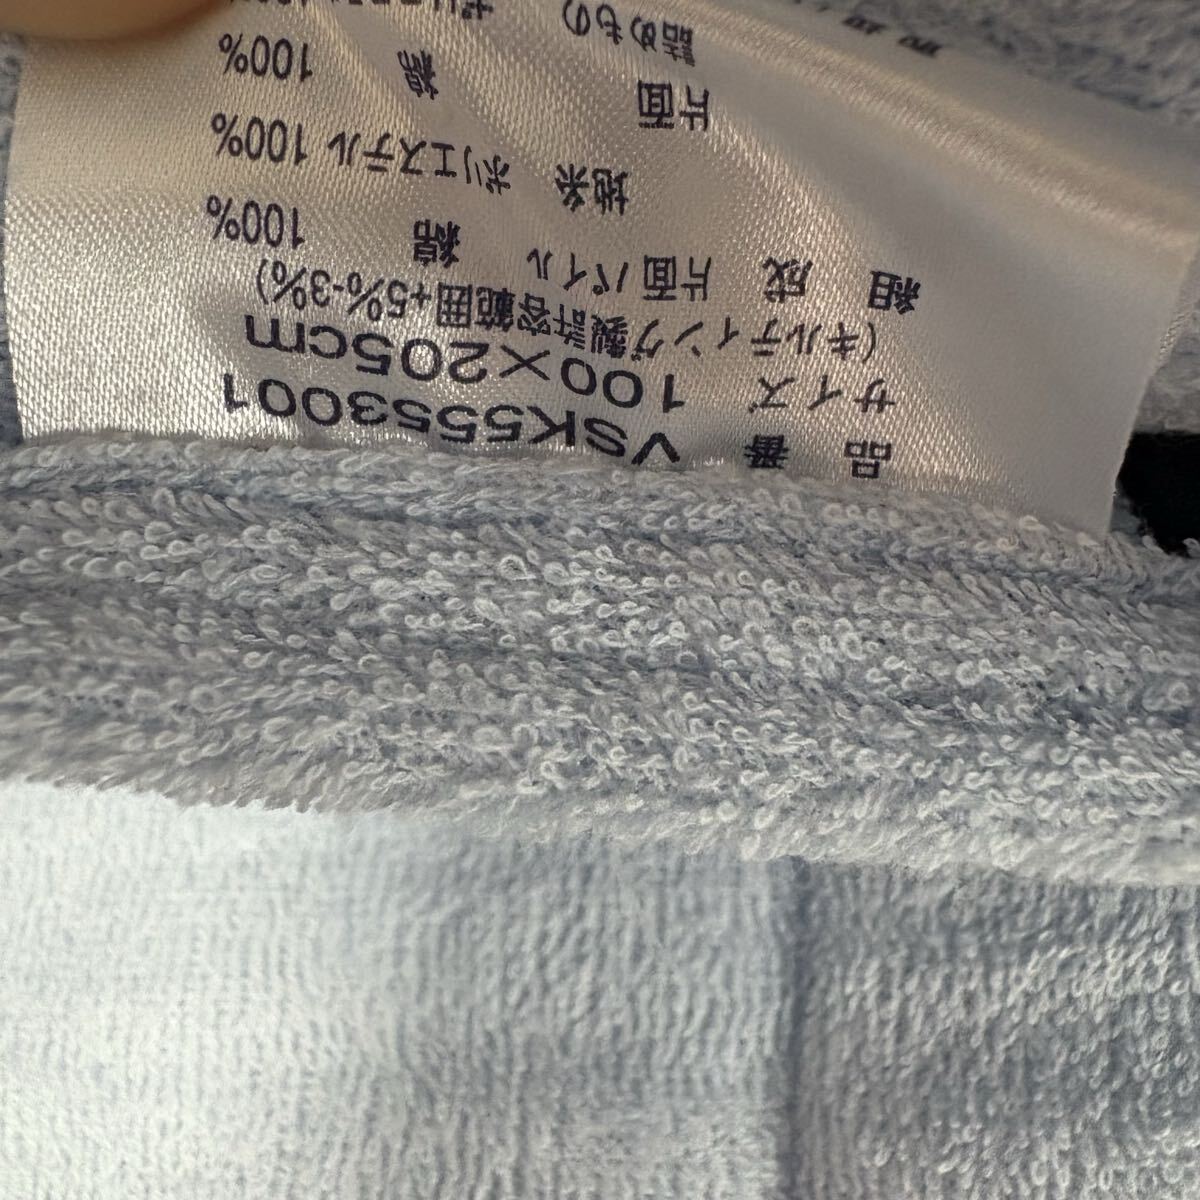 品番 VSK5553001
サイズ 100×205cm
(キルティング製許容範囲+5%-3%)
組成 片面パイル 綿 100%
地糸 ポリエステル 100%
片面 綿 100%
詰めもの